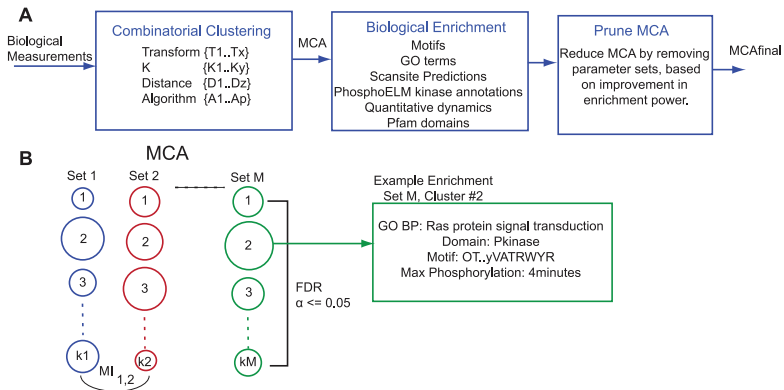 A
Biological
Measurements
Combinatorial Clustering
Transform {T1..Tx}
K {K1..Ky}
Distance {D1..Dz}
Algorithm {A1..Ap}
MCA
Biological Enrichment
Motifs
GO terms
Scansite Predictions
PhosphoELM kinase annotations
Quantitative dynamics
Pfam domains
Prune MCA
Reduce MCA by removing
parameter sets, based
on improvement in
enrichment power.
MCAfinal
B
MCA
Set 1
Set 2
Set M
1
2
3
k1
1
2
3
k2
MI 1,2
1
2
3
kM
FDR
α <= 0.05
Example Enrichment
Set M, Cluster #2
GO BP: Ras protein signal transduction
Domain: Pkinase
Motif: OT..yVATRWYR
Max Phosphorylation: 4minutes